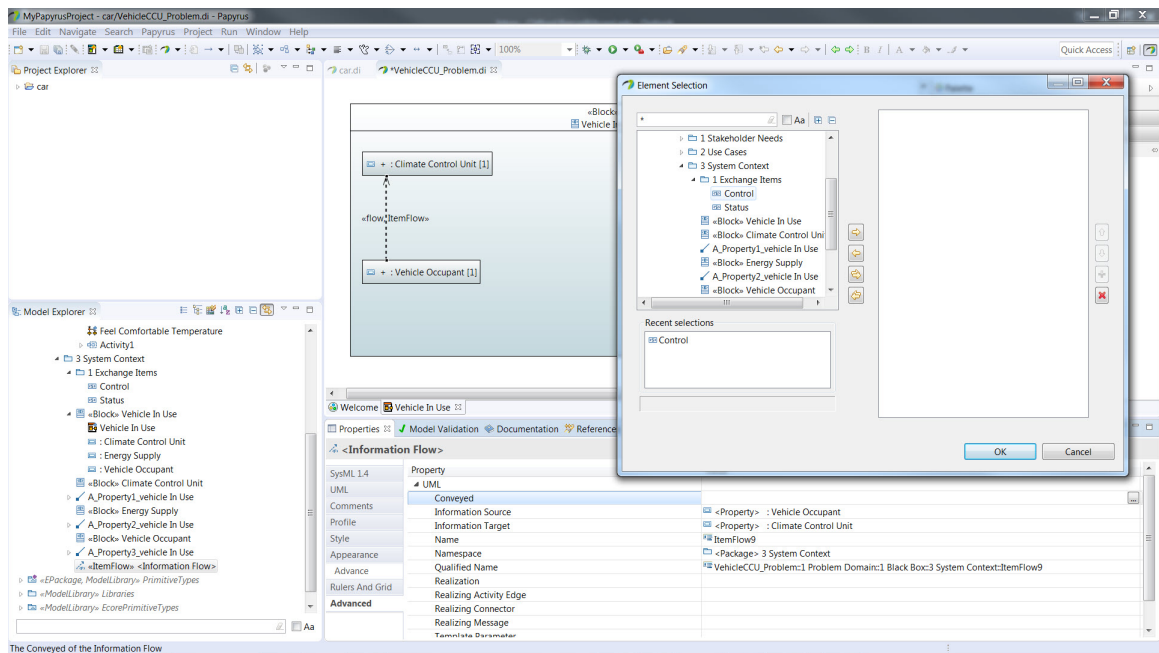 MyPapyrusProject - car/VehicleCCU_Problem.di - Papyrus
File Edit Navigate Search Papyrus Project Run Window Help
100%
B I A
Quick Access
Project Explorer
car
car.di *VehicleCCU_Problem.di
«Block»
Vehicle I
+ : Climate Control Unit [1]
«flow, ItemFlow»
+ : Vehicle Occupant [1]
Element Selection
*
Aa
1 Stakeholder Needs
2 Use Cases
3 System Context
1 Exchange Items
Control
Status
«Block» Vehicle In Use
«Block» Climate Control Uni
A_Property1_vehicle In Use
«Block» Energy Supply
A_Property2_vehicle In Use
«Block» Vehicle Occupant
Recent selections
Control
OK Cancel
Model Explorer
Feel Comfortable Temperature
Activity1
3 System Context
1 Exchange Items
Control
Status
«Block» Vehicle In Use
Vehicle In Use
: Climate Control Unit
: Energy Supply
: Vehicle Occupant
«Block» Climate Control Unit
A_Property1_vehicle In Use
«Block» Energy Supply
A_Property2_vehicle In Use
«Block» Vehicle Occupant
A_Property3_vehicle In Use
«ItemFlow» <Information Flow>
«EPackage, ModelLibrary» PrimitiveTypes
«ModelLibrary» Libraries
«ModelLibrary» EcorePrimitiveTypes
Aa
Welcome Vehicle In Use
Properties Model Validation Documentation Reference
<Information Flow>
SysML 1.4
UML
Comments
Profile
Style
Appearance
Advance
Rulers And Grid
Advanced
Property
UML
Conveyed
Information Source <Property> : Vehicle Occupant
Information Target <Property> : Climate Control Unit
Name ItemFlow9
Namespace <Package> 3 System Context
Qualified Name VehicleCCU_Problem::1 Problem Domain::1 Black Box::3 System Context::ItemFlow9
Realization
Realizing Activity Edge
Realizing Connector
Realizing Message
Template Parameter
The Conveyed of the Information Flow